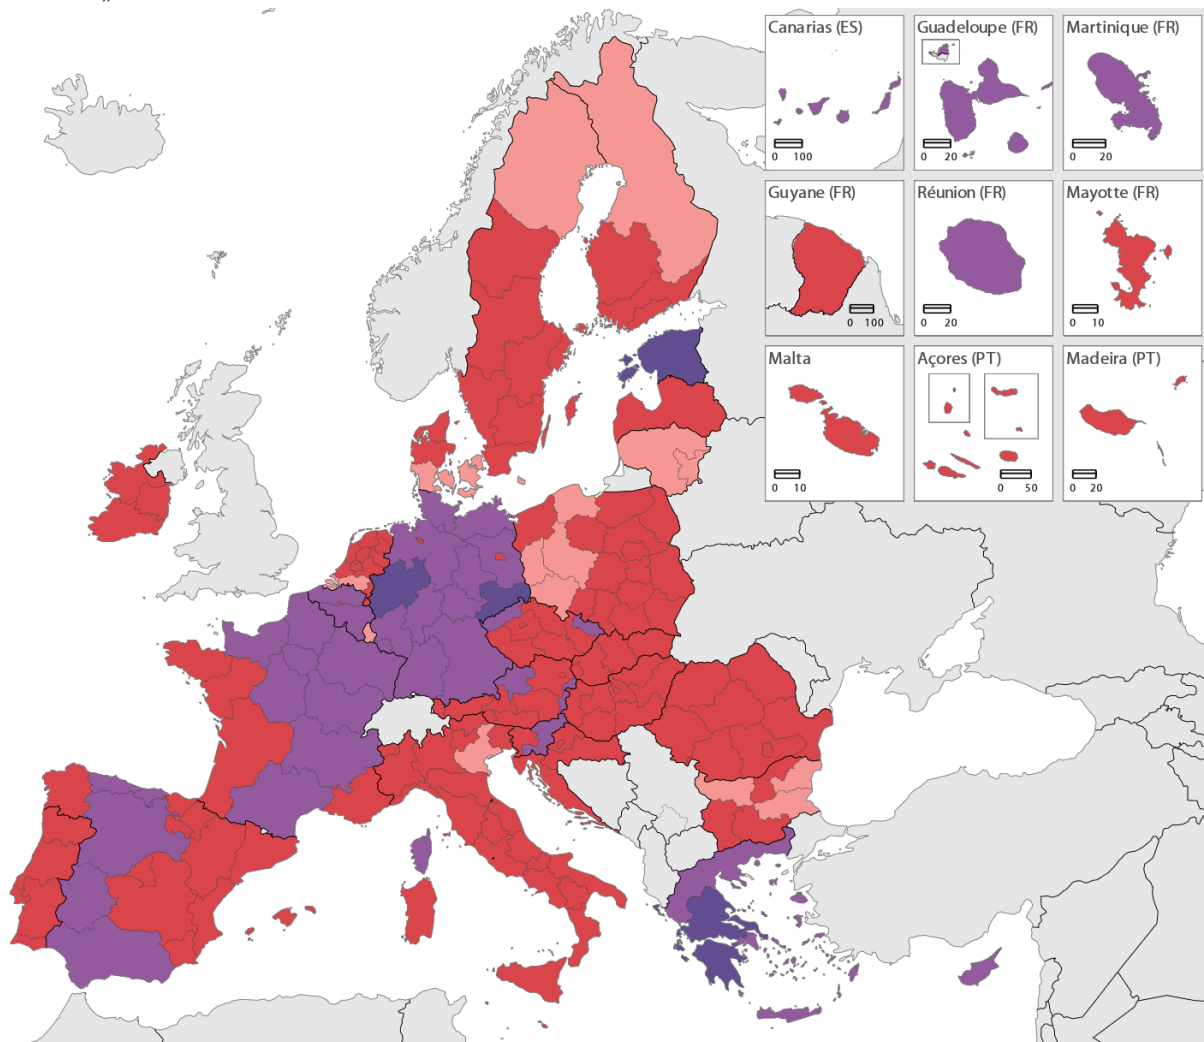 Canarias (ES)
0 100
Guadeloupe (FR)
0 20
Martinique (FR)
0 20
Guyane (FR)
0 100
Réunion (FR)
0 20
Mayotte (FR)
0 10
Malta
0 10
Açores (PT)
0 50
Madeira (PT)
0 20